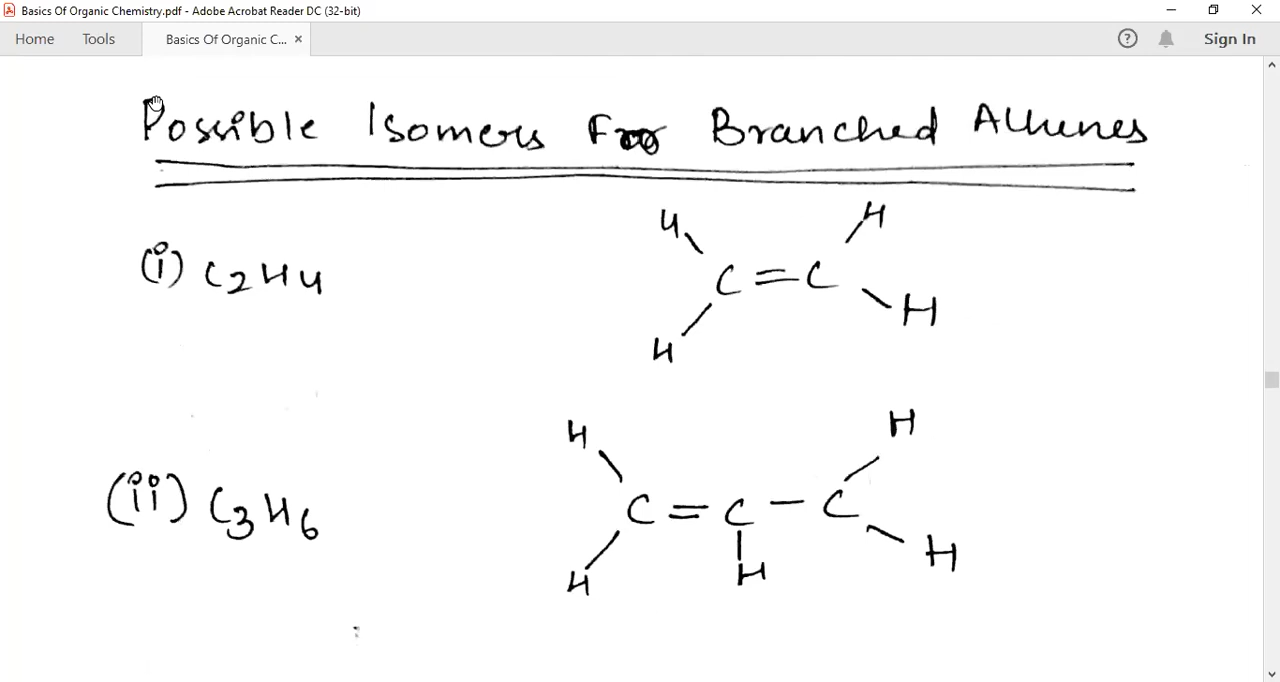 Basics Of Organic Chemistry.pdf - Adobe Acrobat Reader DC (32-bit)
Home Tools Basics Of Organic C... × Sign In
Possible Isomers For Branched Alkenes
H H
(i) C2H4 C=C
H
H
H H
(ii) C3H6 C=C-C
H H H